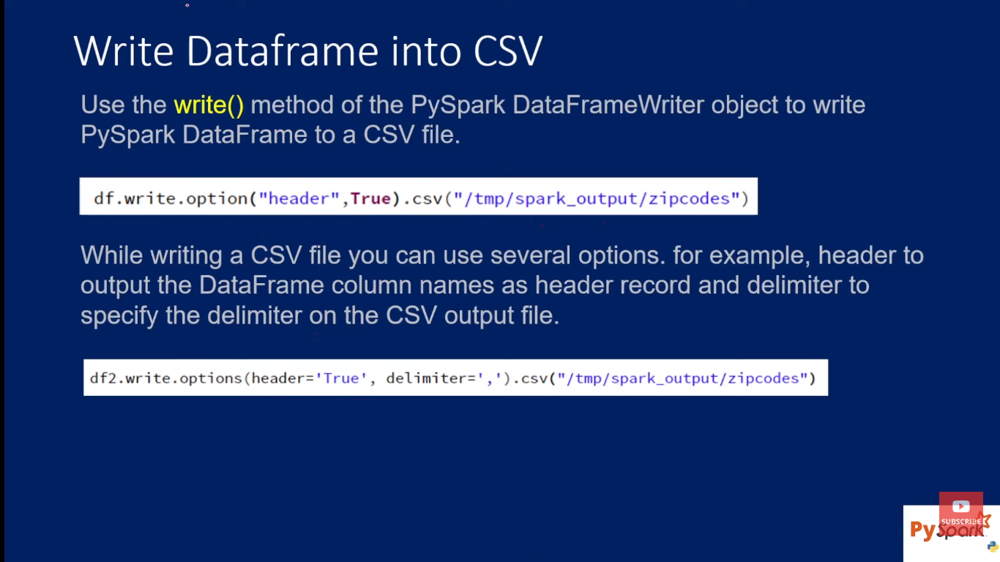 Write Dataframe into CSV
Use the write() method of the PySpark DataFrameWriter object to write
PySpark DataFrame to a CSV file.
df.write.option("header",True).csv("/tmp/spark_output/zipcodes")
While writing a CSV file you can use several options. for example, header to
output the DataFrame column names as header record and delimiter to
specify the delimiter on the CSV output file.
df2.write.options(header='True', delimiter=',').csv("/tmp/spark_output/zipcodes")
SUBSCRIBE
PySpark